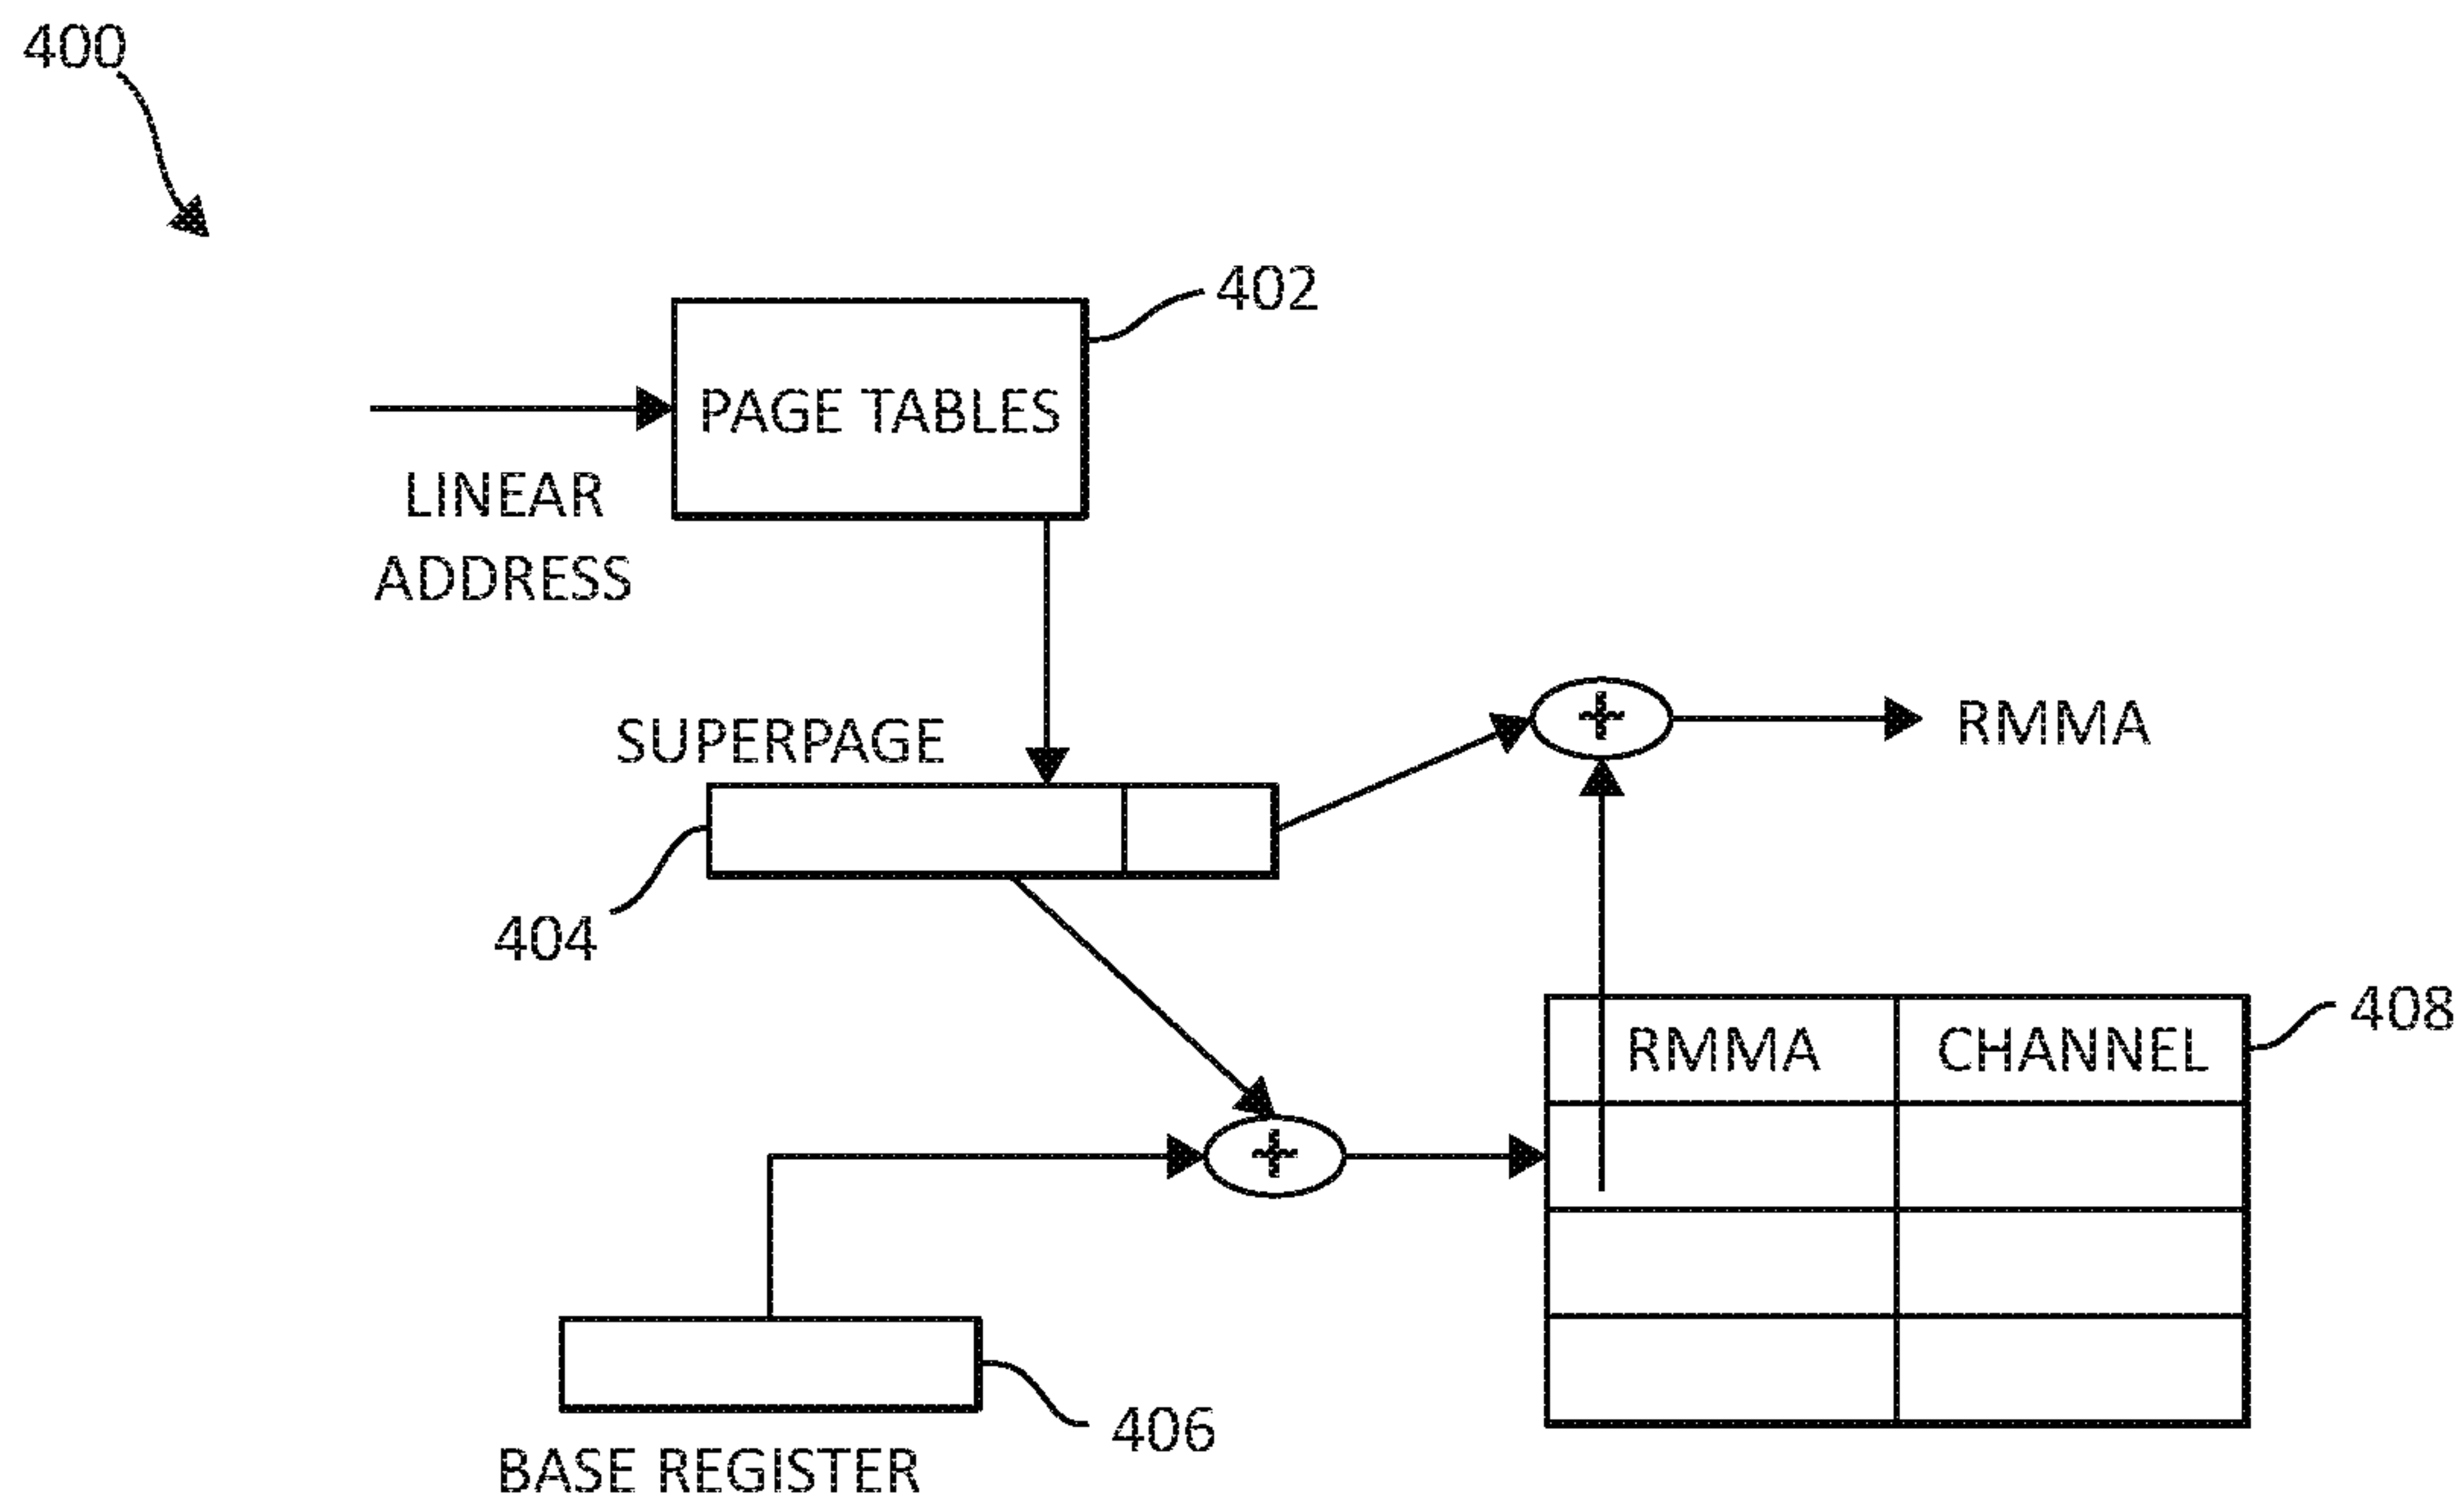 400
402
PAGE TABLES
LINEAR
ADDRESS
SUPERPAGE
+
RMMA
404
RMMA CHANNEL
408
+
406
BASE REGISTER